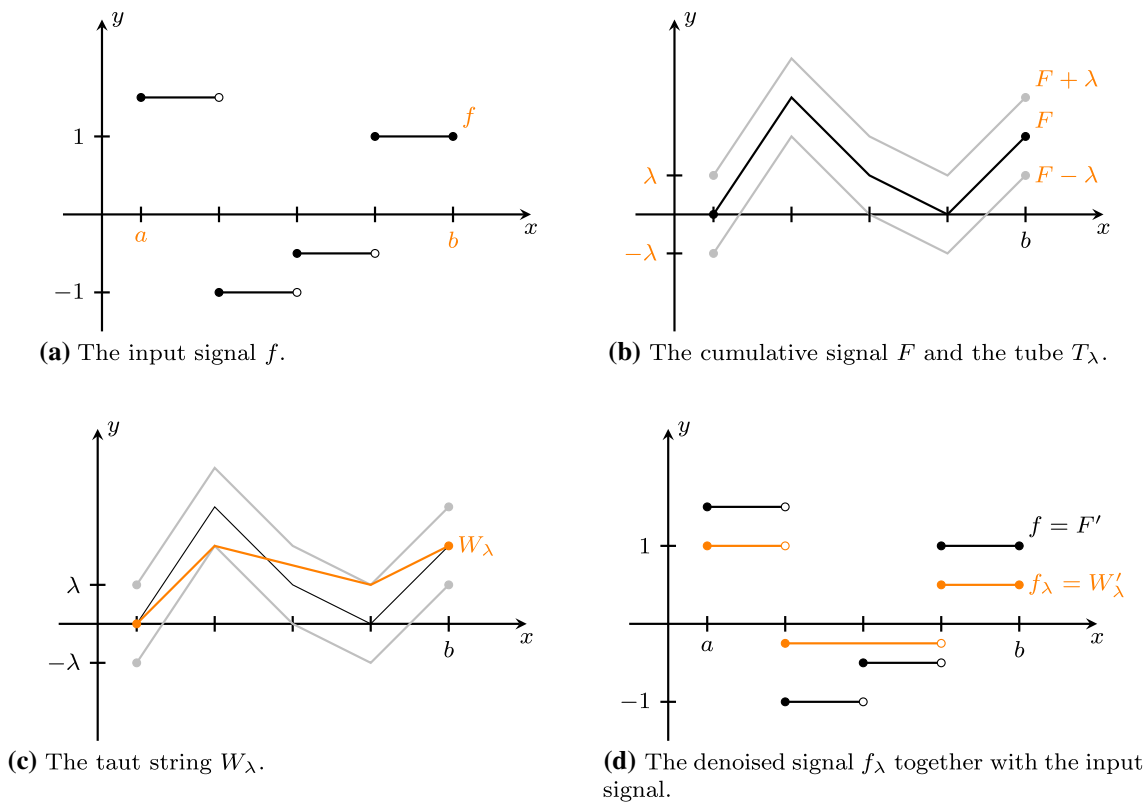 y
f
1
a
b
x
−1
(a) The input signal f.
y
F + λ
F
λ
F − λ
b
x
−λ
(b) The cumulative signal F and the tube Tλ.
y
Wλ
λ
x
−λ
b
(c) The taut string Wλ.
y
f = F′
1
fλ = W′λ
a
b
x
−1
(d) The denoised signal fλ together with the input
signal.